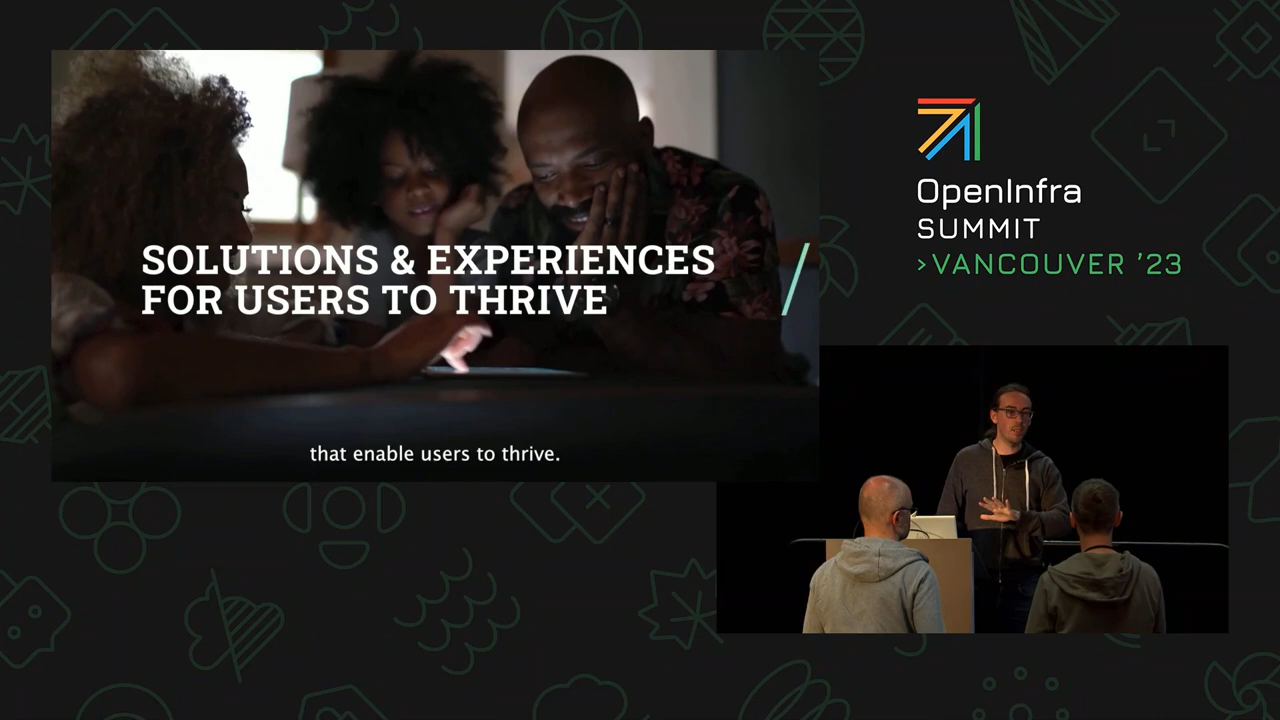 SOLUTIONS & EXPERIENCES
FOR USERS TO THRIVE
that enable users to thrive.
OpenInfra
SUMMIT
>VANCOUVER '23